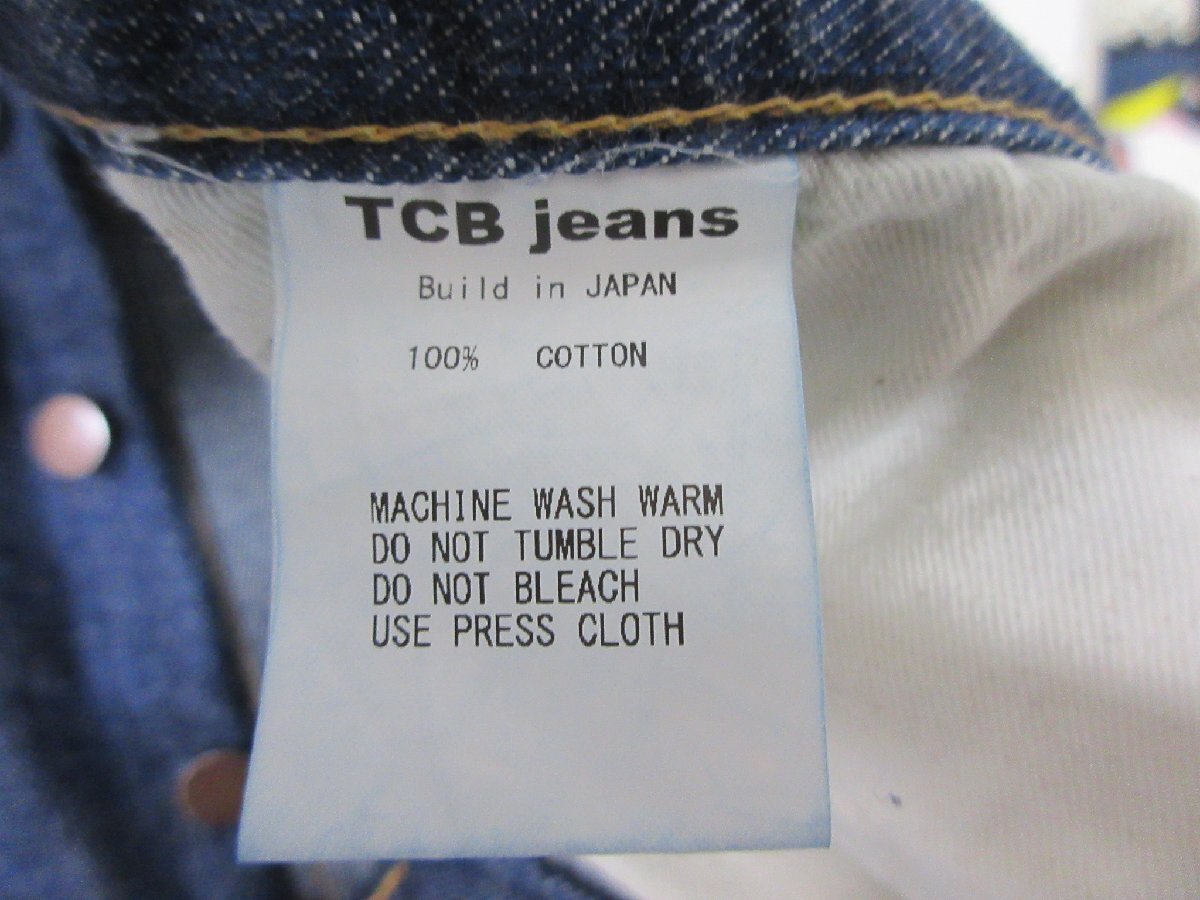 TCB jeans
Build in JAPAN
100% COTTON
MACHINE WASH WARM
DO NOT TUMBLE DRY
DO NOT BLEACH
USE PRESS CLOTH